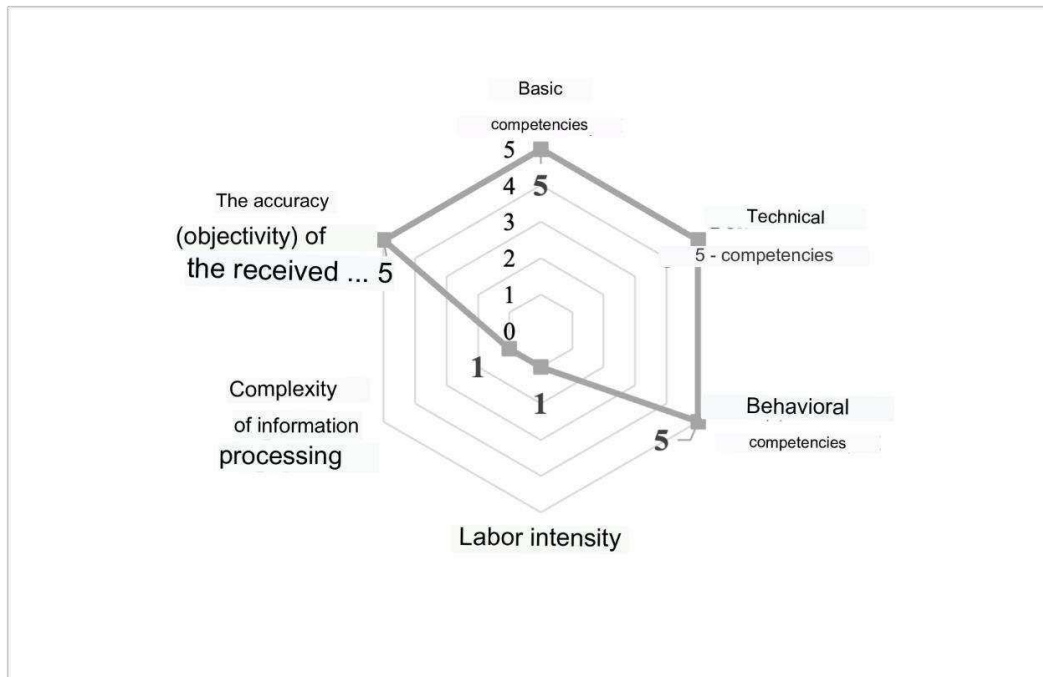 Basic
competencies
5
4
3
2
1
0
5
Technical
5 - competencies
Behavioral
competencies
5
Labor intensity
1
Complexity
of information
processing
1
The accuracy
(objectivity) of
the received ... 5